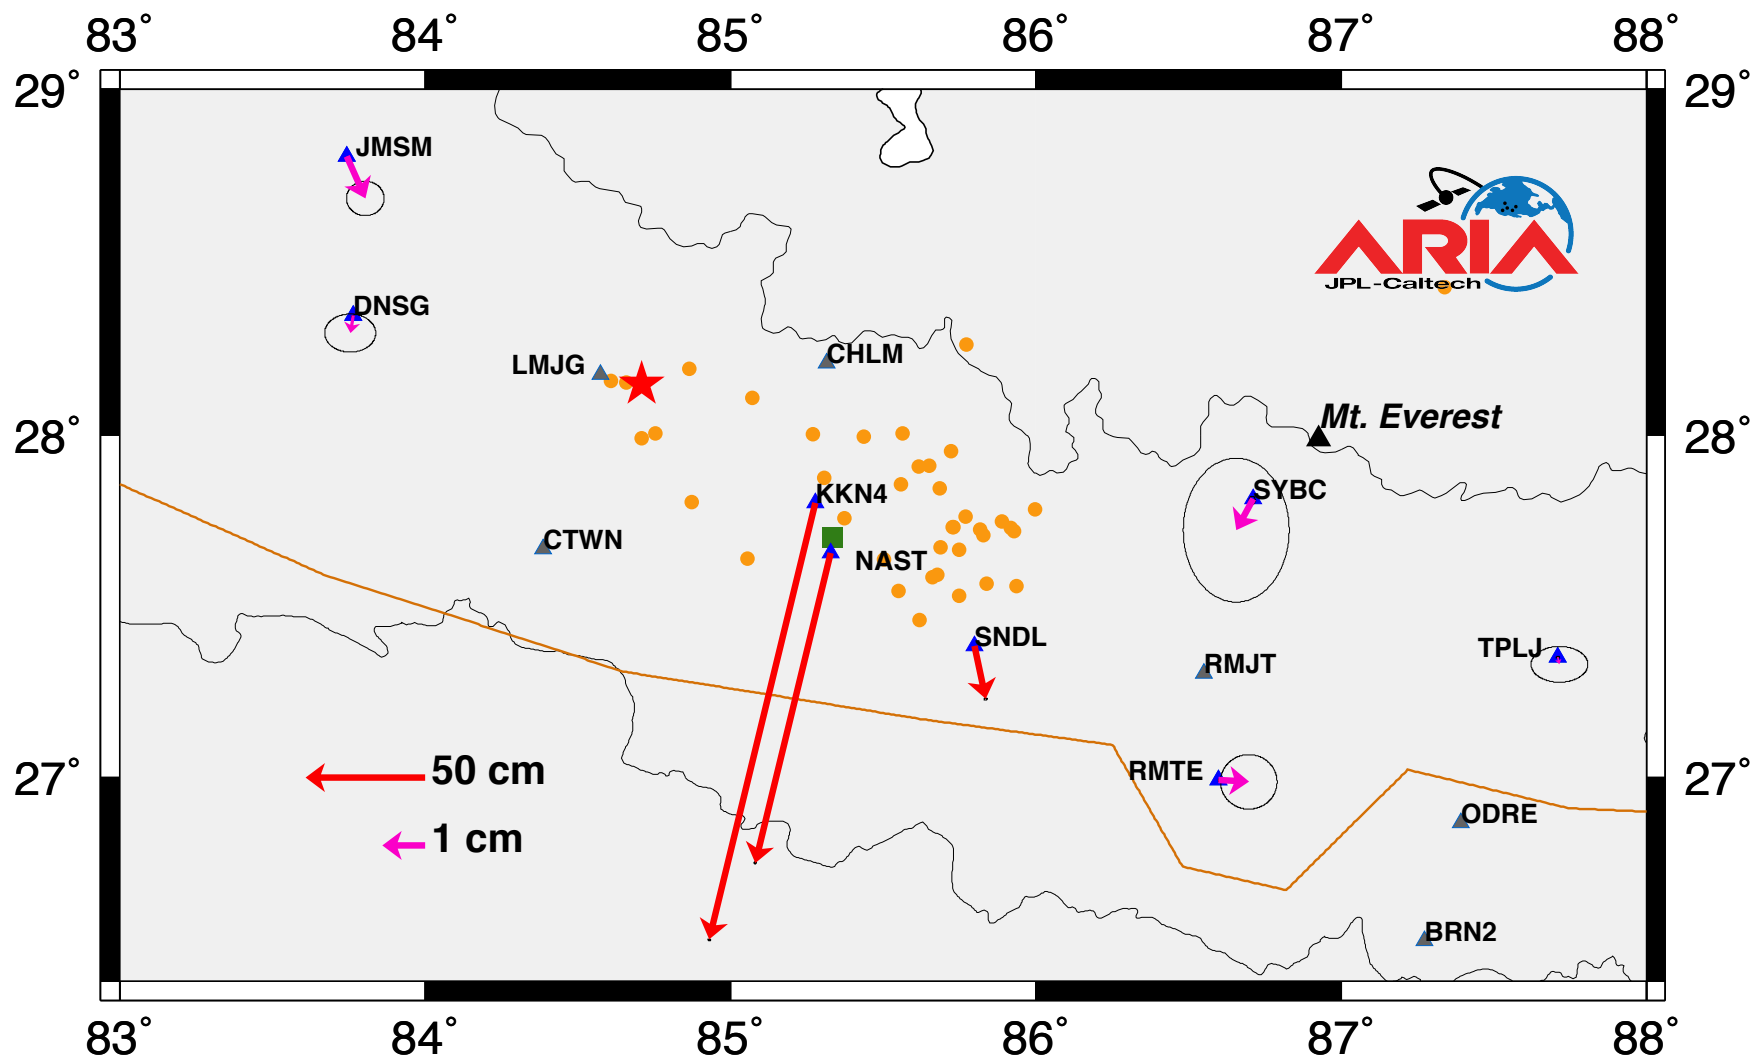 83° 84° 85° 86° 87° 88°
29° 29°
JMSM
ARIA
JPL-Caltech
DNSG
CHLM
LMJG
Mt. Everest
28° 28°
KKN4
SYBC
CTWN
NAST
SNDL
TPLJ
RMJT
50 cm
RMTE
27° 27°
ODRE
1 cm
BRN2
83° 84° 85° 86° 87° 88°